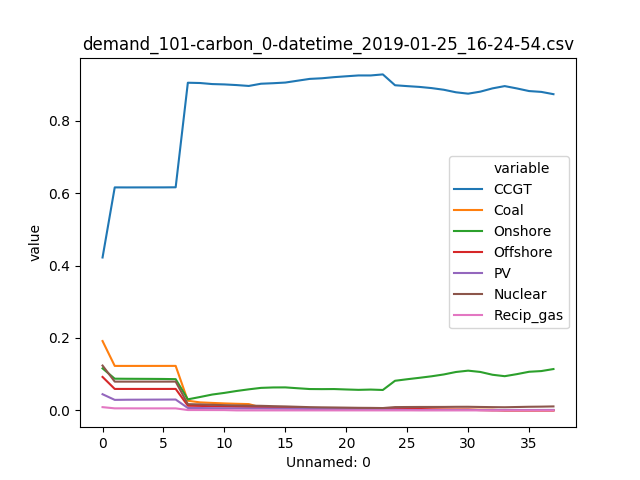 demand_101-carbon_0-datetime_2019-01-25_16-24-54.csv
value
0.8
0.6
0.4
0.2
0.0
variable
CCGT
Coal
Onshore
Offshore
PV
Nuclear
Recip_gas
0 5 10 15 20 25 30 35
Unnamed: 0